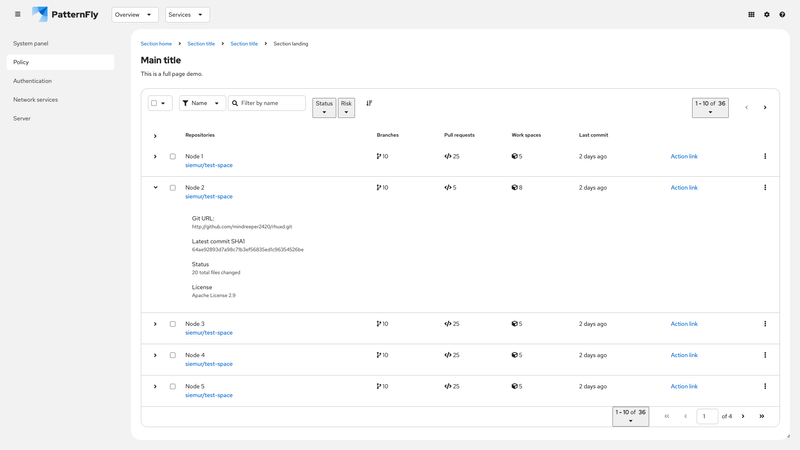 PatternFly
Overview
Services
System panel
Policy
Authentication
Network services
Server
Section home
Section title
Section title
Section landing
Main title
This is a full page demo.
Name
Filter by name
Status
Risk
1 - 10 of 36
Repositories
Branches
Pull requests
Work spaces
Last commit
Node 1
siemur/test-space
10
25
5
2 days ago
Action link
Node 2
siemur/test-space
10
5
8
2 days ago
Action link
Git URL:
http://github.com/mindreeper2420/rhuxd.git
Latest commit SHA1
64ae92893d7a98c71b3ef56835ed1c96354526be
Status
20 total files changed
License
Apache License 2.9
Node 3
siemur/test-space
10
25
5
2 days ago
Action link
Node 4
siemur/test-space
10
25
5
2 days ago
Action link
Node 5
siemur/test-space
10
25
5
2 days ago
Action link
1 - 10 of 36
1
of 4